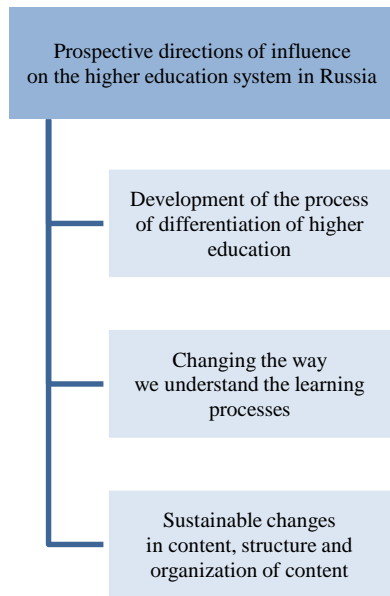 Prospective directions of influence
on the higher education system in Russia
Development of the process
of differentiation of higher
education
Changing the way
we understand the learning
processes
Sustainable changes
in content, structure and
organization of content